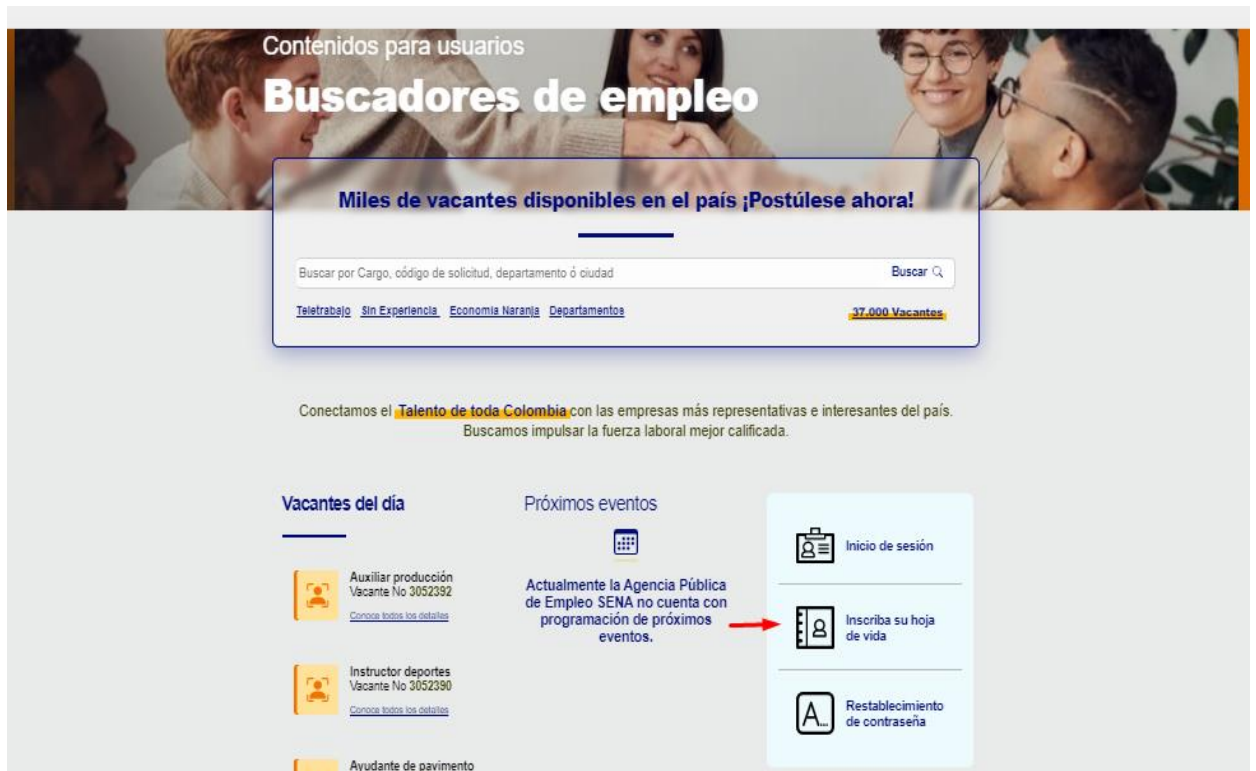 Contenidos para usuarios
Buscadores de empleo
Miles de vacantes disponibles en el país ¡Postúlese ahora!
Buscar por Cargo, código de solicitud, departamento ó ciudad
Buscar
Teletrabajo Sin Experiencia Economia Naranja Departamentos
37.000 Vacantes
Conectamos el Talento de toda Colombia con las empresas más representativas e interesantes del país.
Buscamos impulsar la fuerza laboral mejor calificada.
Vacantes del día
Auxiliar producción
Vacante No 3052392
Conoce todos los detalles
Instructor deportes
Vacante No 3052390
Conoce todos los detalles
Ayudante de pavimento
Próximos eventos
Actualmente la Agencia Pública
de Empleo SENA no cuenta con
programación de próximos
eventos.
Inicio de sesión
Inscriba su hoja
de vida
A...
Restablecimiento
de contraseña